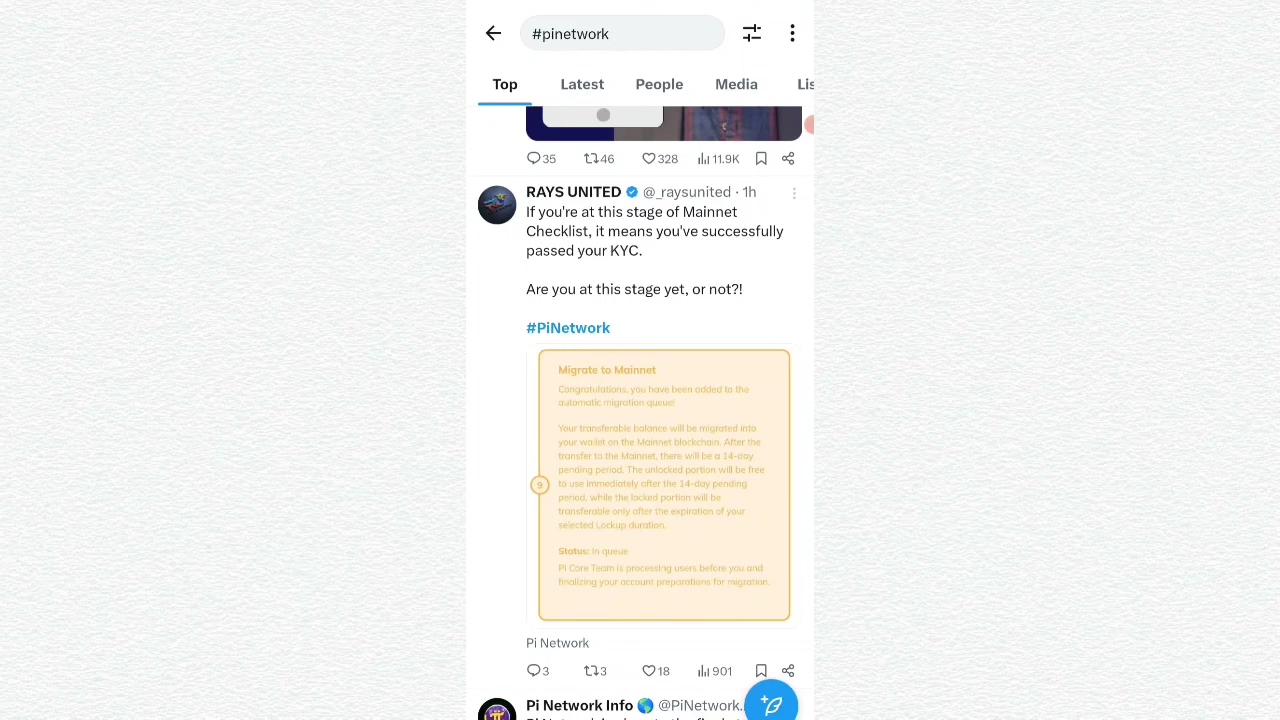 #pinetwork
Top Latest People Media Lis
35 46 328 11.9K
RAYS UNITED @_raysunited · 1h
If you're at this stage of Mainnet
Checklist, it means you've successfully
passed your KYC.
Are you at this stage yet, or not?!
#PiNetwork
Migrate to Mainnet
Congratulations, you have been added to the
automatic migration queue!
Your transferable balance will be migrated into
your wallet on the Mainnet blockchain. After the
transfer to the Mainnet, there will be a 14-day
pending period. The unlocked portion will be free
9
to use immediately after the 14-day pending
period, while the locked portion will be
transferable only after the expiration of your
selected Lockup duration.
Status: In queue
Pi Core Team is processing users before you and
finalizing your account preparations for migration.
Pi Network
3 3 18 901
Pi Network Info @PiNetwork...